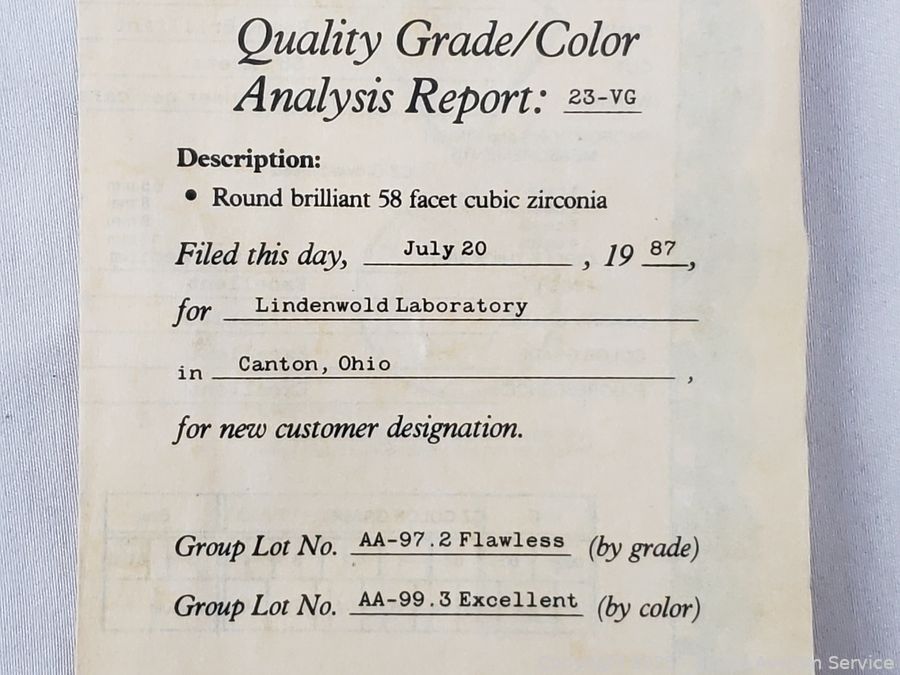 Quality Grade/Color
Analysis Report: 23-VG
Description:
• Round brilliant 58 facet cubic zirconia
Filed this day, July 20, 1987,
for Lindenwold Laboratory
in Canton, Ohio,
for new customer designation.
Group Lot No. AA-97.2 Flawless (by grade)
Group Lot No. AA-99.3 Excellent (by color)
Service